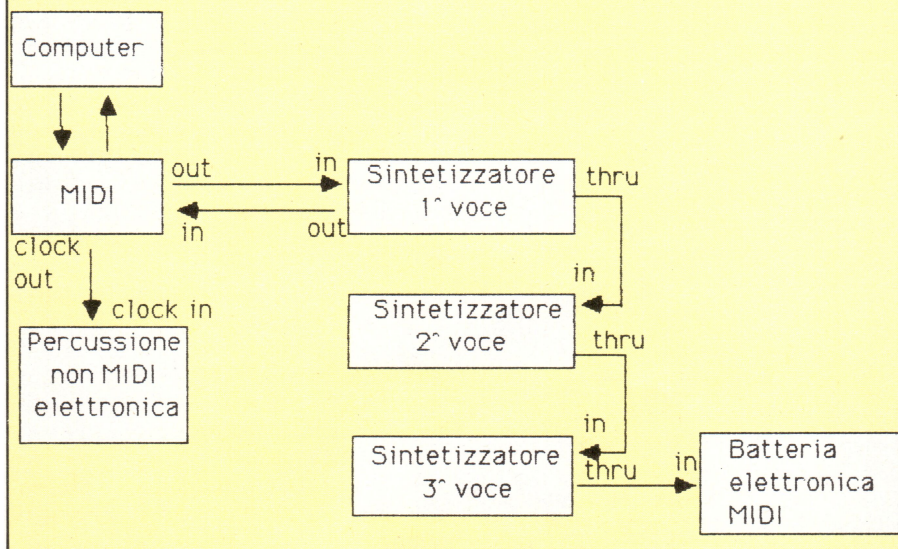 Computer
MIDI
out
in
in
out
clock
out
clock in
Percussione
non MIDI
elettronica
Sintetizzatore
1^ voce
thru
in
Sintetizzatore
2^ voce
thru
in
Sintetizzatore
3^ voce
thru
in
Batteria
elettronica
MIDI